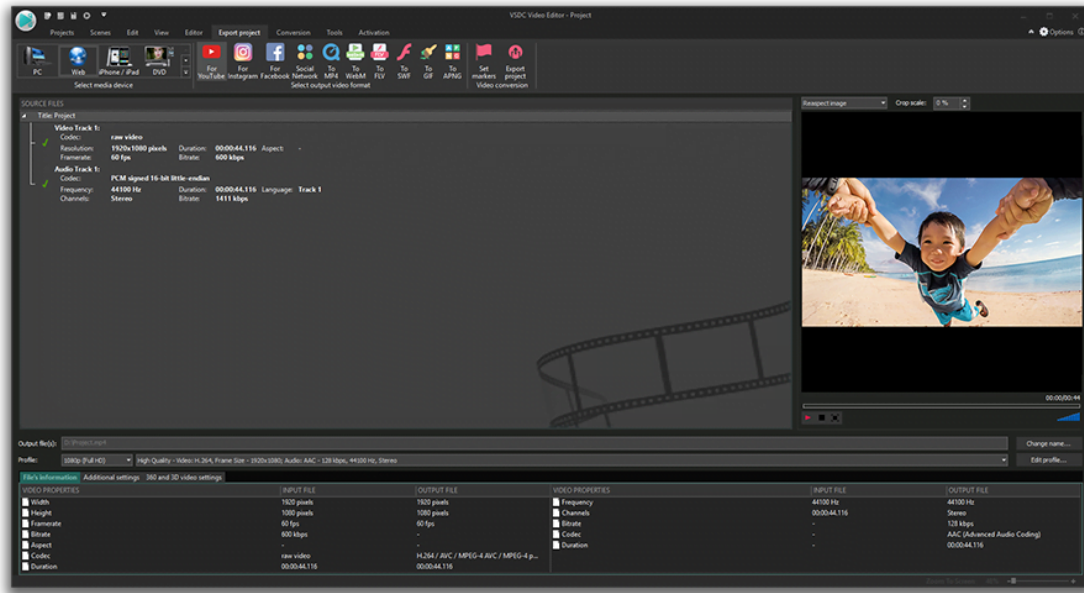 VSDC Video Editor - Project
Projects Scenes Edit View Editor Export project Conversion Tools Activation
Options
PC Web iPhone / iPad DVD
For YouTube For Instagram For Facebook Social Network To MP4 To WebM To FLV To SWF To GIF To APNG Set markers Export project
Select media device Select output video format Video conversion
SOURCE FILES
Reaspect image Crop scale: 0 %
Title: Project
Video Track 1:
Codec: raw video
Resolution: 1920x1080 pixels Duration: 00:00:44.116 Aspect: -
Framerate: 60 fps Bitrate: 600 kbps
Audio Track 1:
Codec: PCM signed 16-bit little-endian
Frequency: 44100 Hz Duration: 00:00:44.116 Language: Track 1
Channels: Stereo Bitrate: 1411 kbps
00:00/00:44
Output file(s): D:\Project.mp4 Change name...
Profile: 1080p (Full HD) High Quality - Video: H.264, Frame Size - 1920x1080; Audio: AAC - 128 kbps, 44100 Hz, Stereo Edit profile...
File's information Additional settings 360 and 3D video settings
VIDEO PROPERTIES INPUT FILE OUTPUT FILE VIDEO PROPERTIES INPUT FILE OUTPUT FILE
Width 1920 pixels 1920 pixels Frequency 44100 Hz 44100 Hz
Height 1080 pixels 1080 pixels Channels 00:00:44.116 Stereo
Framerate 60 fps 60 fps Bitrate - 128 kbps
Bitrate 600 kbps - Codec - AAC (Advanced Audio Coding)
Aspect - - Duration - 00:00:44.116
Codec raw video H.264 / AVC / MPEG-4 AVC / MPEG-4 p...
Duration 00:00:44.116 00:00:44.116
Zoom To Screen